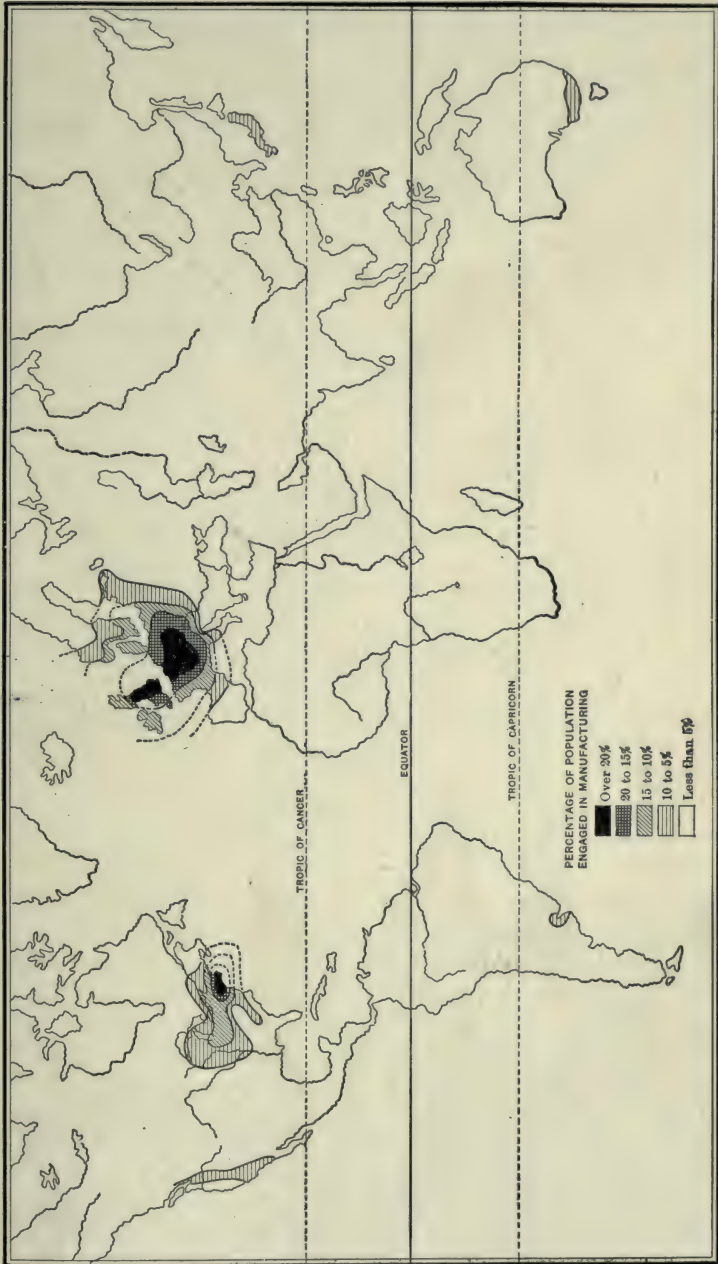 TROPIC OF CANCER
EQUATOR
TROPIC OF CAPRICORN
PERCENTAGE OF POPULATION
ENGAGED IN MANUFACTURING
Over 20%
20 to 15%
15 to 10%
10 to 5%
Less than 5%